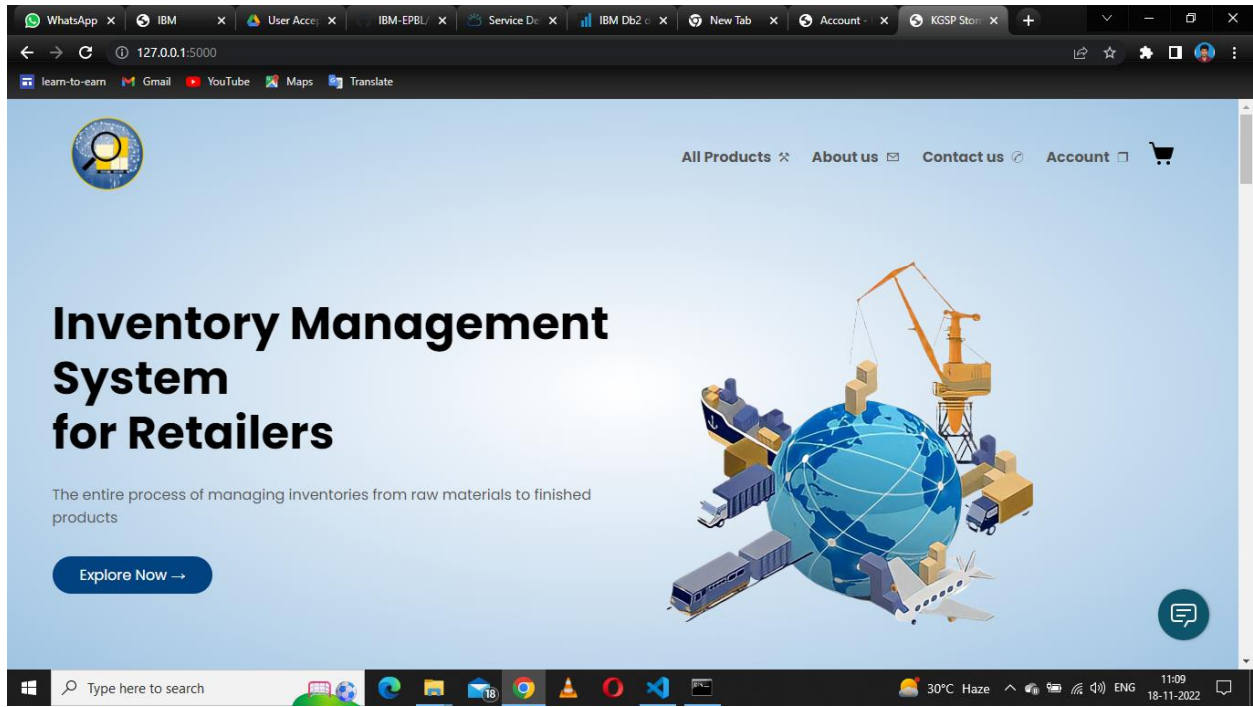 WhatsApp
IBM
User Accep
IBM-EPBL/
Service De
IBM Db2 o
New Tab
Account -
KGSP Stor
127.0.0.1:5000
learn-to-earn
Gmail
YouTube
Maps
Translate
All Products
About us
Contact us
Account
Inventory Management
System
for Retailers
The entire process of managing inventories from raw materials to finished
products
Explore Now →
Type here to search
18
30°C Haze
ENG
11:09
18-11-2022